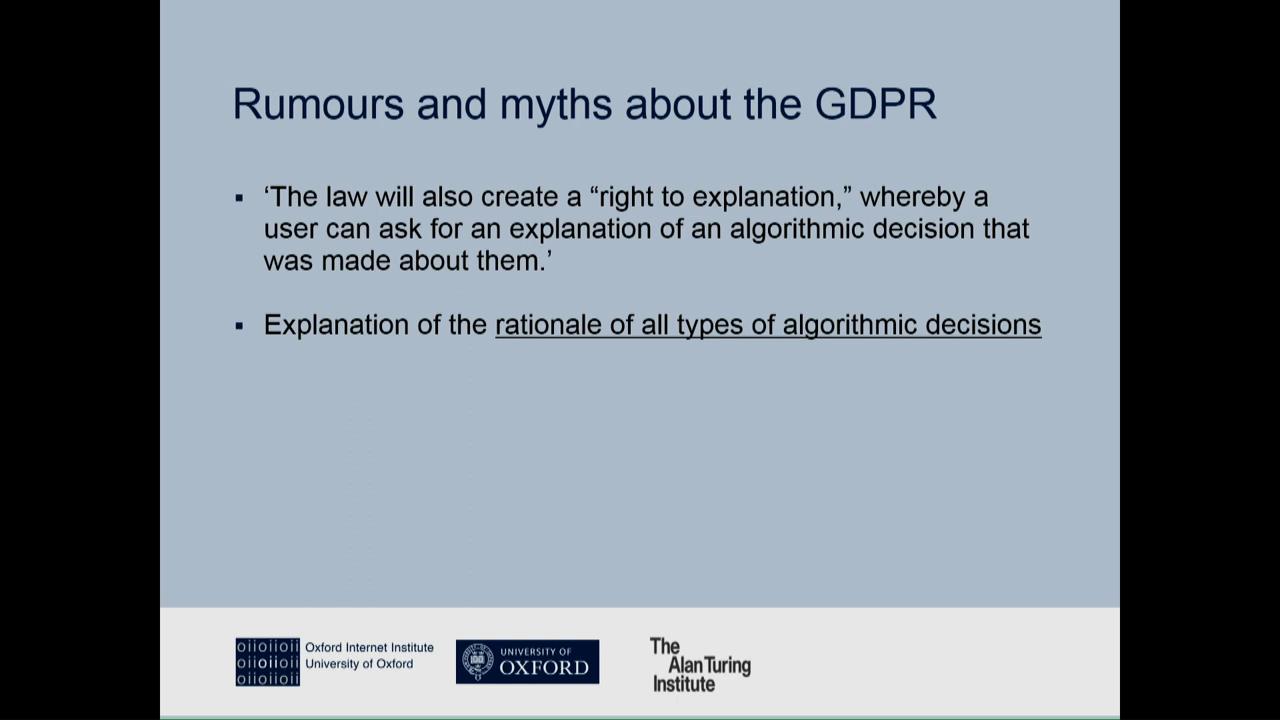 Rumours and myths about the GDPR
▪ ‘The law will also create a “right to explanation,” whereby a
user can ask for an explanation of an algorithmic decision that
was made about them.’
▪ Explanation of the rationale of all types of algorithmic decisions
oiioiioii
oiioiioii
oiioiioii
Oxford Internet Institute
University of Oxford
UNIVERSITY OF
OXFORD
The
Alan Turing
Institute